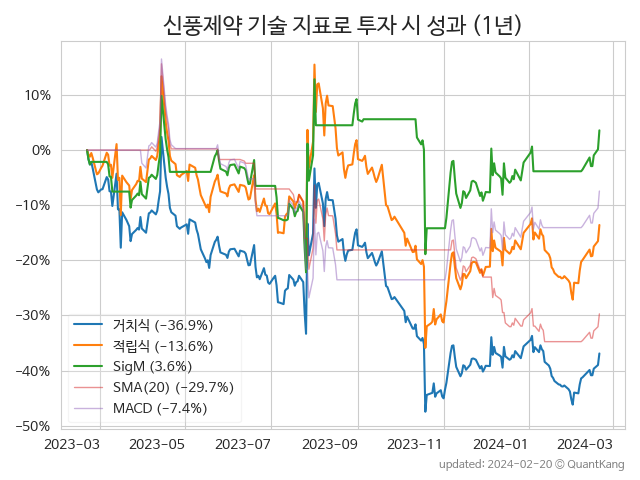 신풍제약 기술 지표로 투자 시 성과 (1년)
10%
0%
−10%
−20%
−30%
−40%
−50%
거치식 (−36.9%)
적립식 (−13.6%)
SigM (3.6%)
SMA(20) (−29.7%)
MACD (−7.4%)
2023-03 2023-05 2023-07 2023-09 2023-11 2024-01 2024-03
updated: 2024-02-20 © QuantKang